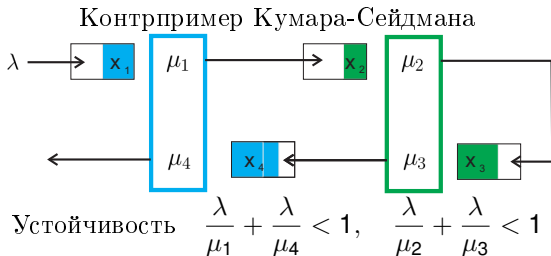 Контрпример Кумара-Сейдмана
λ x₁ μ₁ x₂ μ₂
μ₄ x₄ μ₃ x₃
Устойчивость λ/μ₁ + λ/μ₄ < 1, λ/μ₂ + λ/μ₃ < 1